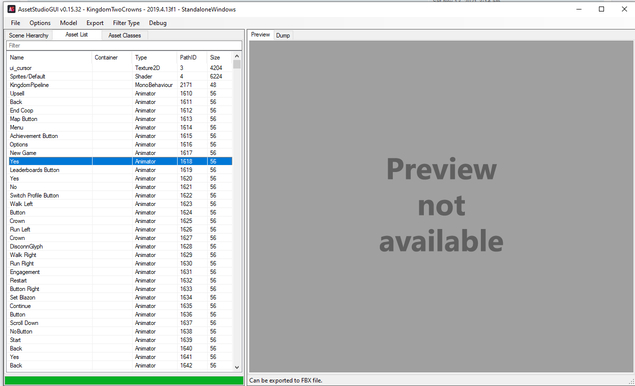 AssetStudioGUI v0.15.32 - KingdomTwoCrowns - 2019.4.13f1 - StandaloneWindows
File Options Model Export Filter Type Debug
Scene Hierarchy Asset List Asset Classes
Filter
Name Container Type PathID Size
ui_cursor Texture2D 3 4204
Sprites/Default Shader 4 6224
KingdomPipeline MonoBehaviour 2171 48
Upsell Animator 1610 56
Back Animator 1611 56
End Coop Animator 1612 56
Map Button Animator 1613 56
Menu Animator 1614 56
Achievement Button Animator 1615 56
Options Animator 1616 56
New Game Animator 1617 56
Yes Animator 1618 56
Leaderboards Button Animator 1619 56
Yes Animator 1620 56
No Animator 1621 56
Switch Profile Button Animator 1622 56
Walk Left Animator 1623 56
Button Animator 1624 56
Crown Animator 1625 56
Run Left Animator 1626 56
Crown Animator 1627 56
DisconnGlyph Animator 1628 56
Walk Right Animator 1629 56
Run Right Animator 1630 56
Engagement Animator 1631 56
Restart Animator 1632 56
Button Right Animator 1633 56
Set Blazon Animator 1634 56
Continue Animator 1635 56
Button Animator 1636 56
Scroll Down Animator 1637 56
NoButton Animator 1638 56
Start Animator 1639 56
Back Animator 1640 56
Yes Animator 1641 56
Back Animator 1642 56
Preview Dump
Preview
not
available
Can be exported to FBX file.